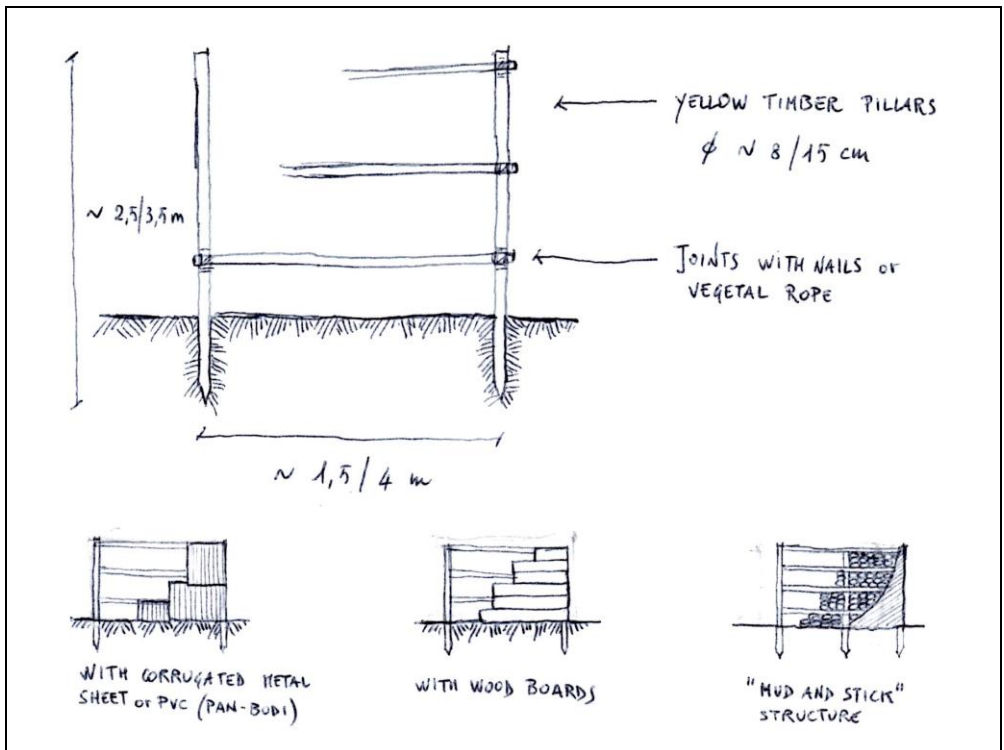 YELLOW TIMBER PILLARS
ϕ ~ 8/15 cm
~ 2,5/3,5 m
JOINTS WITH NAILS or
VEGETAL ROPE
~ 1,5/4 m
WITH CORRUGATED METAL
SHEET or PVC (PAN-BUDI)
WITH WOOD BOARDS
"MUD AND STICK"
STRUCTURE